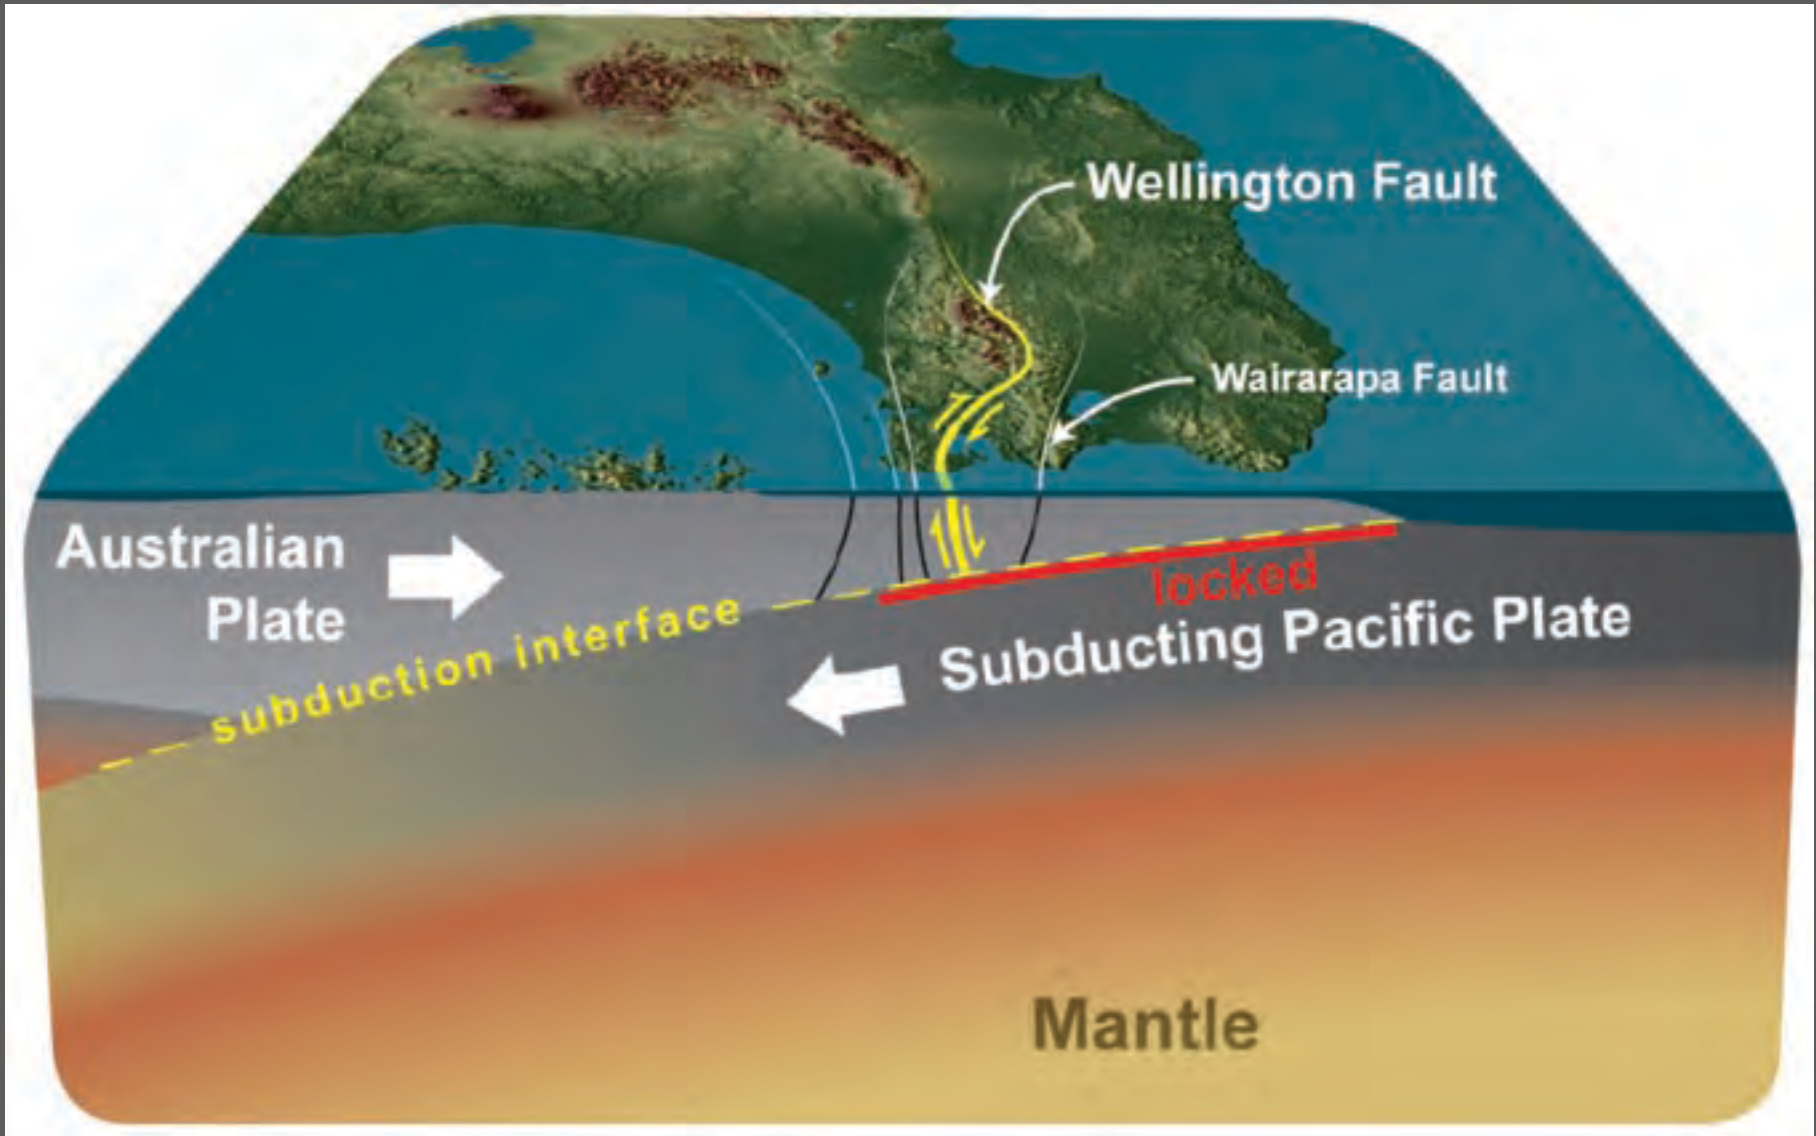 Wellington Fault
Wairarapa Fault
Australian
Plate
locked
subduction interface
Subducting Pacific Plate
Mantle